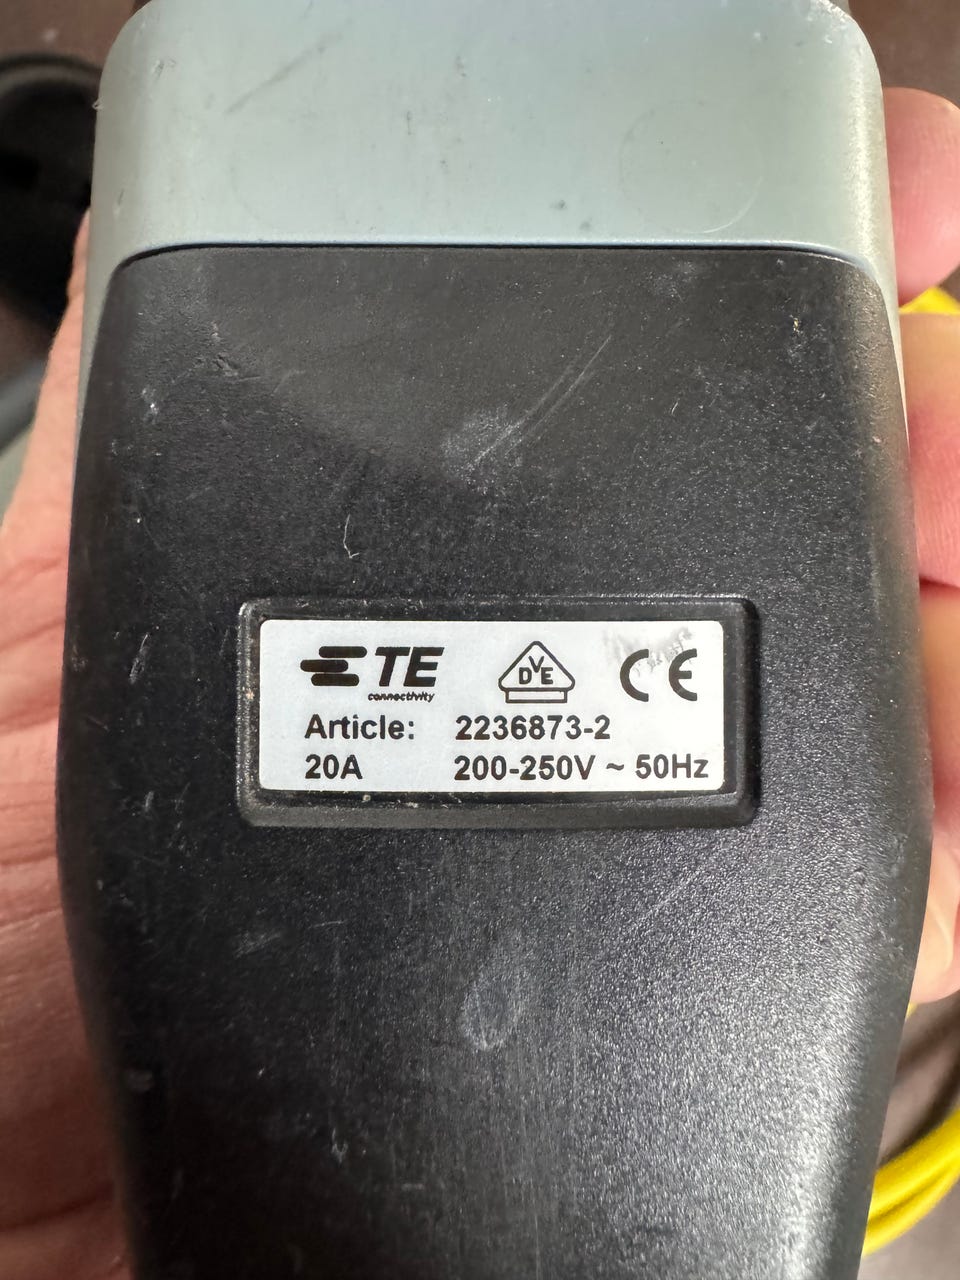 TE
connectivity
DVE
CE
Article: 2236873-2
20A 200-250V ~ 50Hz